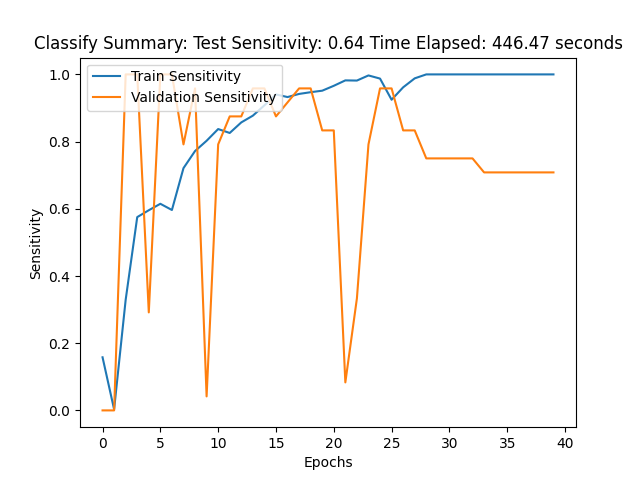 Classify Summary: Test Sensitivity: 0.64 Time Elapsed: 446.47 seconds
Train Sensitivity
Validation Sensitivity
1.0
0.8
0.6
0.4
0.2
0.0
Sensitivity
0 5 10 15 20 25 30 35 40
Epochs